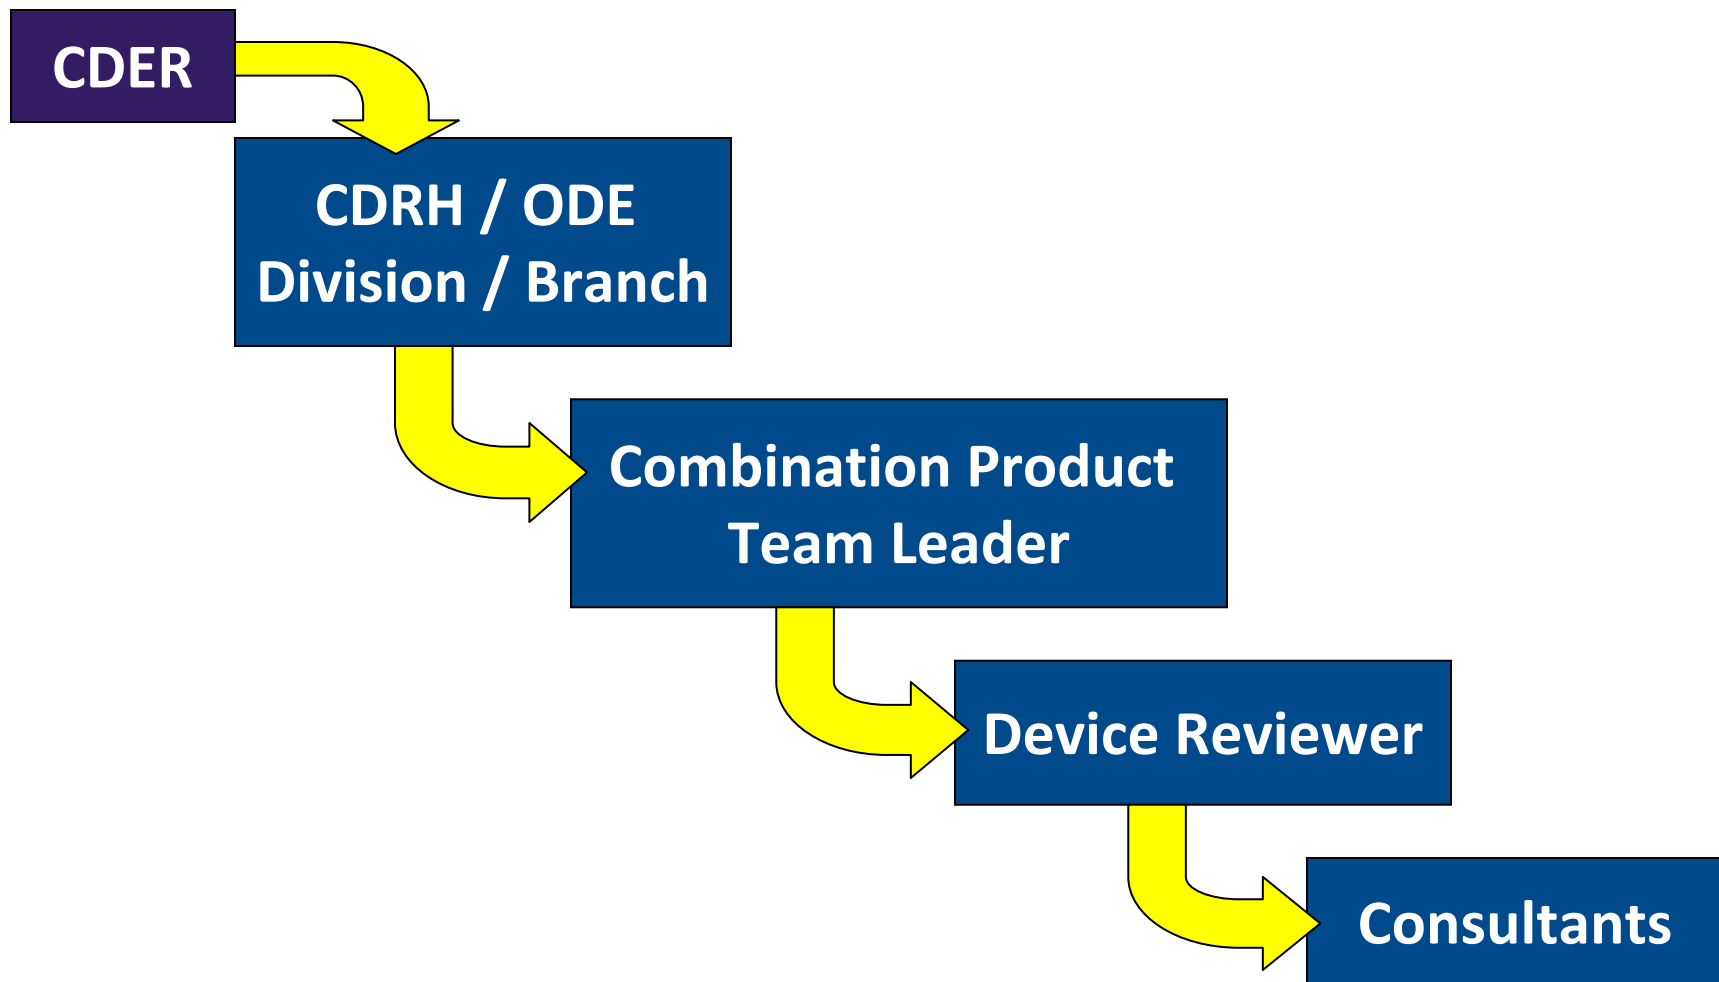 CDER
CDRH / ODE
Division / Branch
Combination Product
Team Leader
Device Reviewer
Consultants